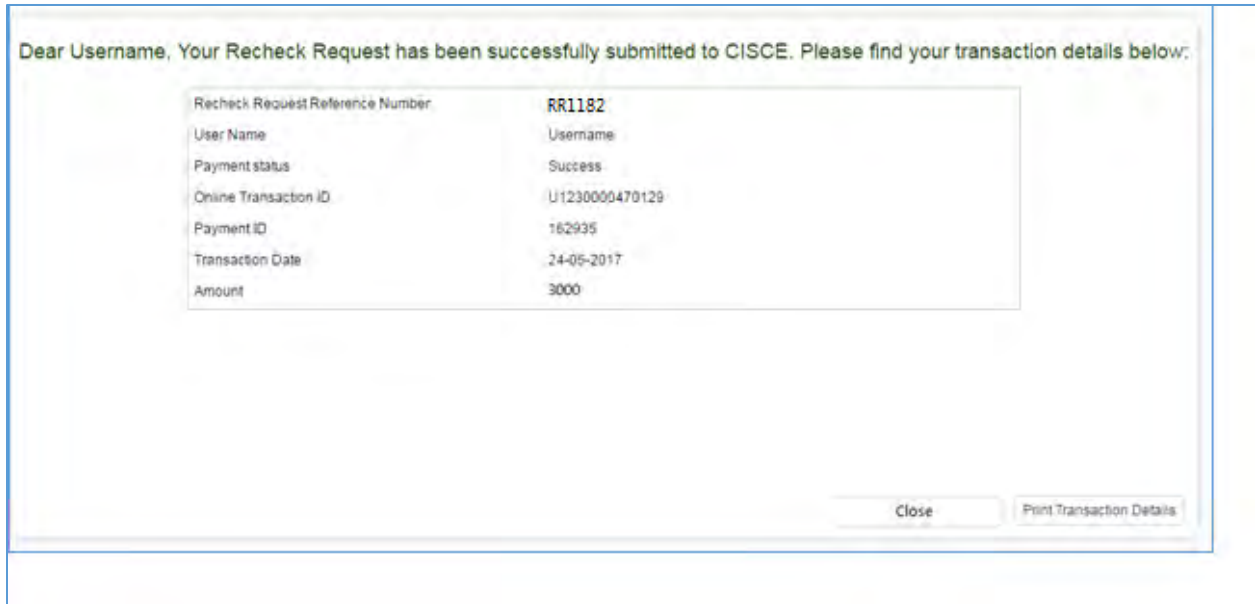 Dear Username, Your Recheck Request has been successfully submitted to CISCE. Please find your transaction details below:
Recheck Request Reference Number RR1182
User Name Username
Payment status Success
Online Transaction ID U1230000470129
Payment ID 162935
Transaction Date 24-05-2017
Amount 3000
Close Print Transaction Details